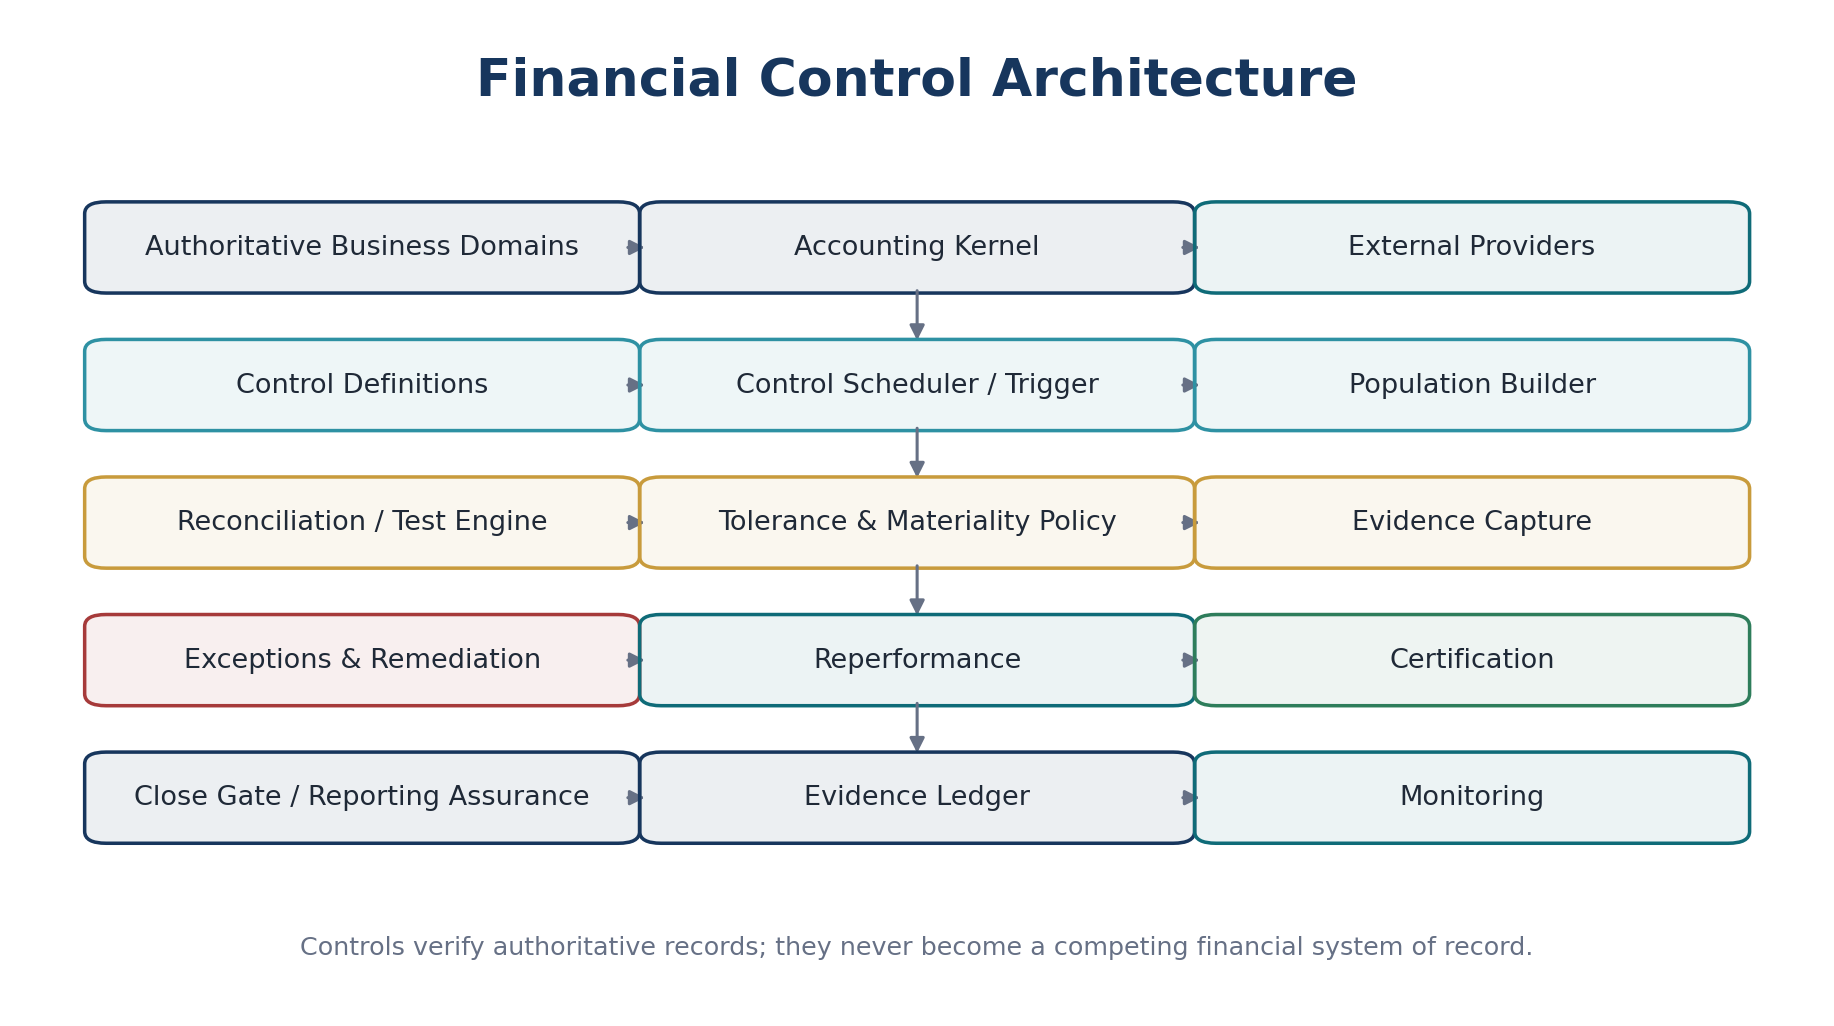 Financial Control Architecture
Authoritative Business Domains
Accounting Kernel
External Providers
Control Definitions
Control Scheduler / Trigger
Population Builder
Reconciliation / Test Engine
Tolerance & Materiality Policy
Evidence Capture
Exceptions & Remediation
Reperformance
Certification
Close Gate / Reporting Assurance
Evidence Ledger
Monitoring
Controls verify authoritative records; they never become a competing financial system of record.